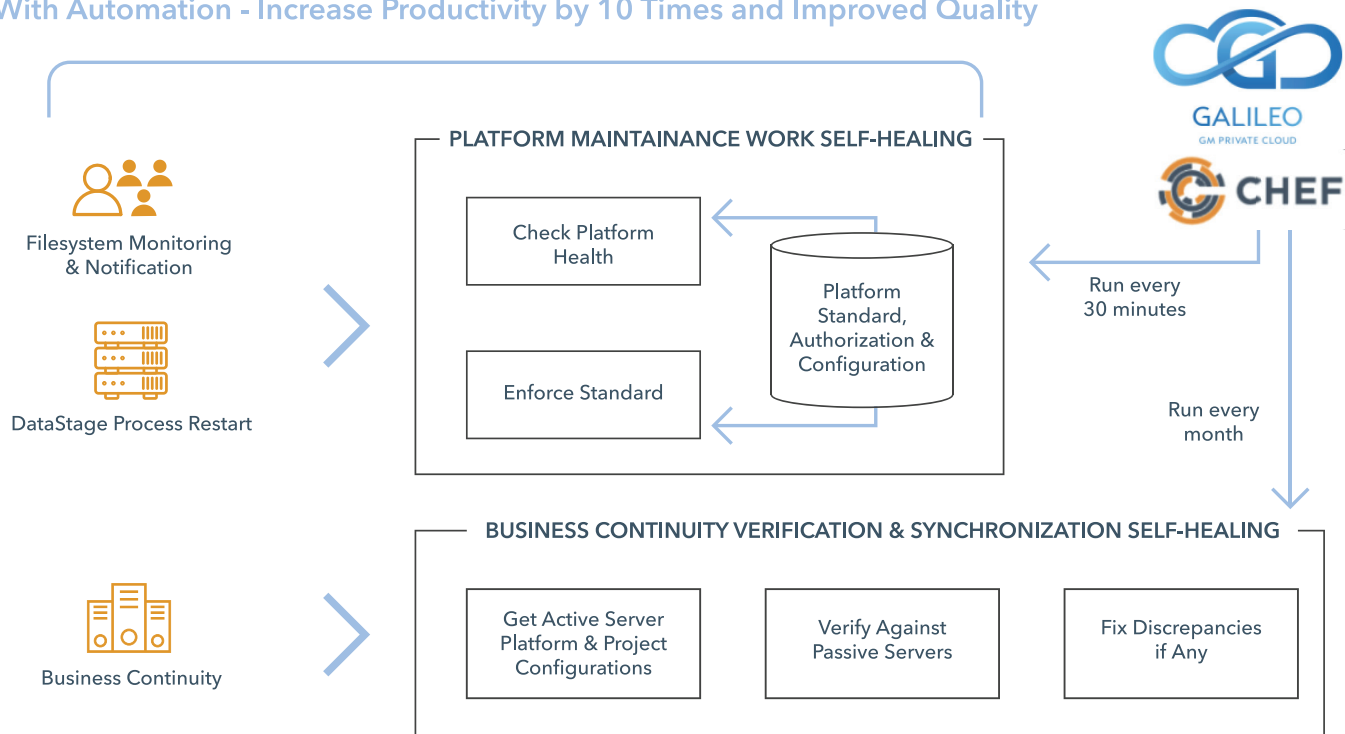 With Automation - Increase Productivity by 10 Times and Improved Quality
GALILEO
GM PRIVATE CLOUD
CHEF
PLATFORM MAINTAINANCE WORK SELF-HEALING
Filesystem Monitoring
& Notification
DataStage Process Restart
Check Platform
Health
Enforce Standard
Platform
Standard,
Authorization &
Configuration
Run every
30 minutes
Run every
month
BUSINESS CONTINUITY VERIFICATION & SYNCHRONIZATION SELF-HEALING
Business Continuity
Get Active Server
Platform & Project
Configurations
Verify Against
Passive Servers
Fix Discrepancies
if Any